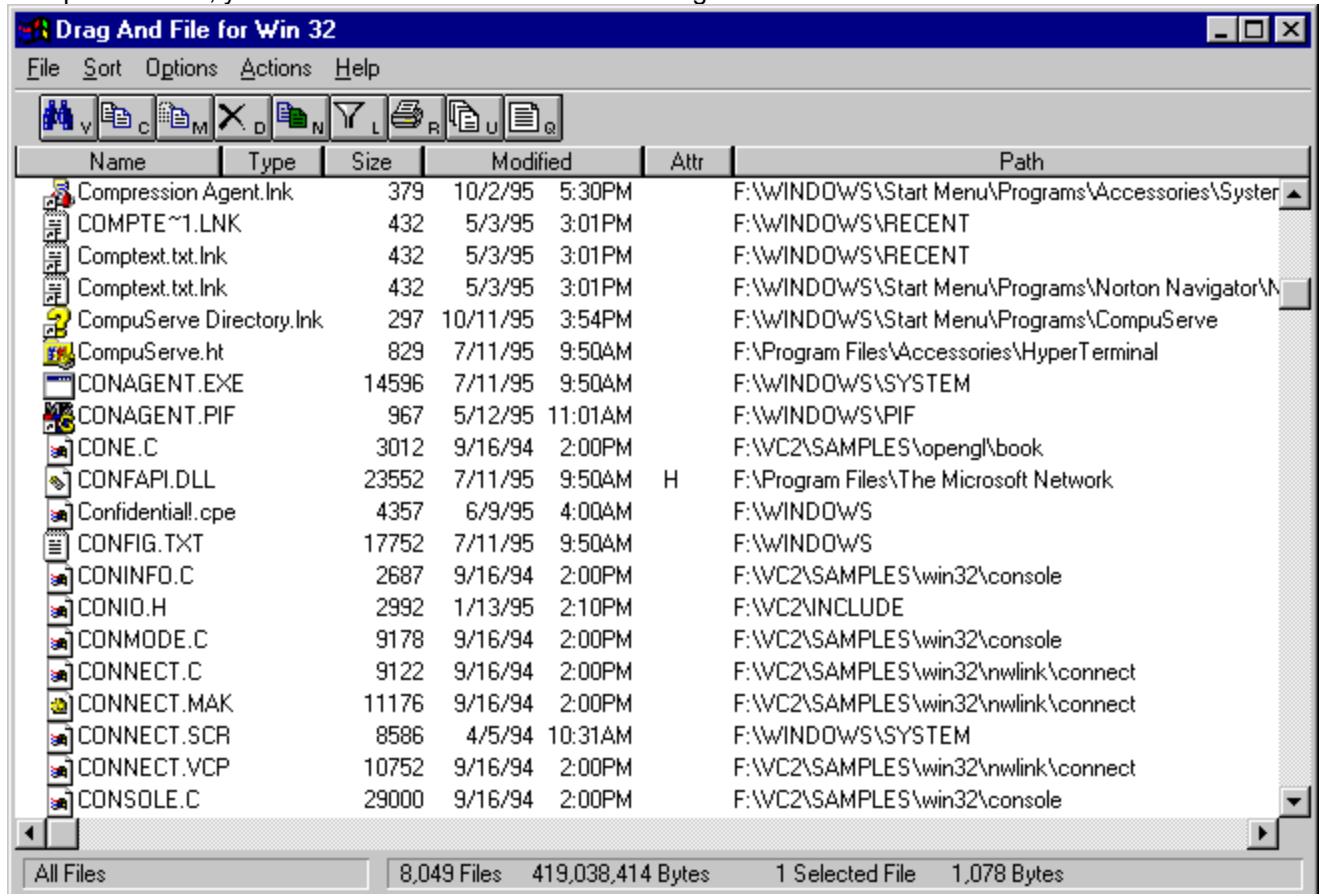 Drag And File for Win 32
File Sort Options Actions Help
V C M D N L R U Q
Name Type Size Modified Attr Path
Compression Agent.lnk 379 10/2/95 5:30PM F:\WINDOWS\Start Menu\Programs\Accessories\System
COMPTE~1.LNK 432 5/3/95 3:01PM F:\WINDOWS\RECENT
Comptext.txt.lnk 432 5/3/95 3:01PM F:\WINDOWS\RECENT
Comptext.txt.lnk 432 5/3/95 3:01PM F:\WINDOWS\Start Menu\Programs\Norton Navigator\N
CompuServe Directory.lnk 297 10/11/95 3:54PM F:\WINDOWS\Start Menu\Programs\CompuServe
CompuServe.ht 829 7/11/95 9:50AM F:\Program Files\Accessories\HyperTerminal
CONAGENT.EXE 14596 7/11/95 9:50AM F:\WINDOWS\SYSTEM
CONAGENT.PIF 967 5/12/95 11:01AM F:\WINDOWS\PIF
CONE.C 3012 9/16/94 2:00PM F:\VC2\SAMPLES\opengl\book
CONFAPI.DLL 23552 7/11/95 9:50AM H F:\Program Files\The Microsoft Network
Confidential!.cpe 4357 6/9/95 4:00AM F:\WINDOWS
CONFIG.TXT 17752 7/11/95 9:50AM F:\WINDOWS
CONINFO.C 2687 9/16/94 2:00PM F:\VC2\SAMPLES\win32\console
CONIO.H 2992 1/13/95 2:10PM F:\VC2\INCLUDE
CONMODE.C 9178 9/16/94 2:00PM F:\VC2\SAMPLES\win32\console
CONNECT.C 9122 9/16/94 2:00PM F:\VC2\SAMPLES\win32\nwlink\connect
CONNECT.MAK 11176 9/16/94 2:00PM F:\VC2\SAMPLES\win32\nwlink\connect
CONNECT.SCR 8586 4/5/94 10:31AM F:\WINDOWS\SYSTEM
CONNECT.VCP 10752 9/16/94 2:00PM F:\VC2\SAMPLES\win32\nwlink\connect
CONSOLE.C 29000 9/16/94 2:00PM F:\VC2\SAMPLES\win32\console
All Files 8,049 Files 419,038,414 Bytes 1 Selected File 1,078 Bytes